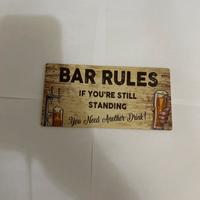 BAR RULES
IF YOU'RE STILL
STANDING
You Need Another Drink!